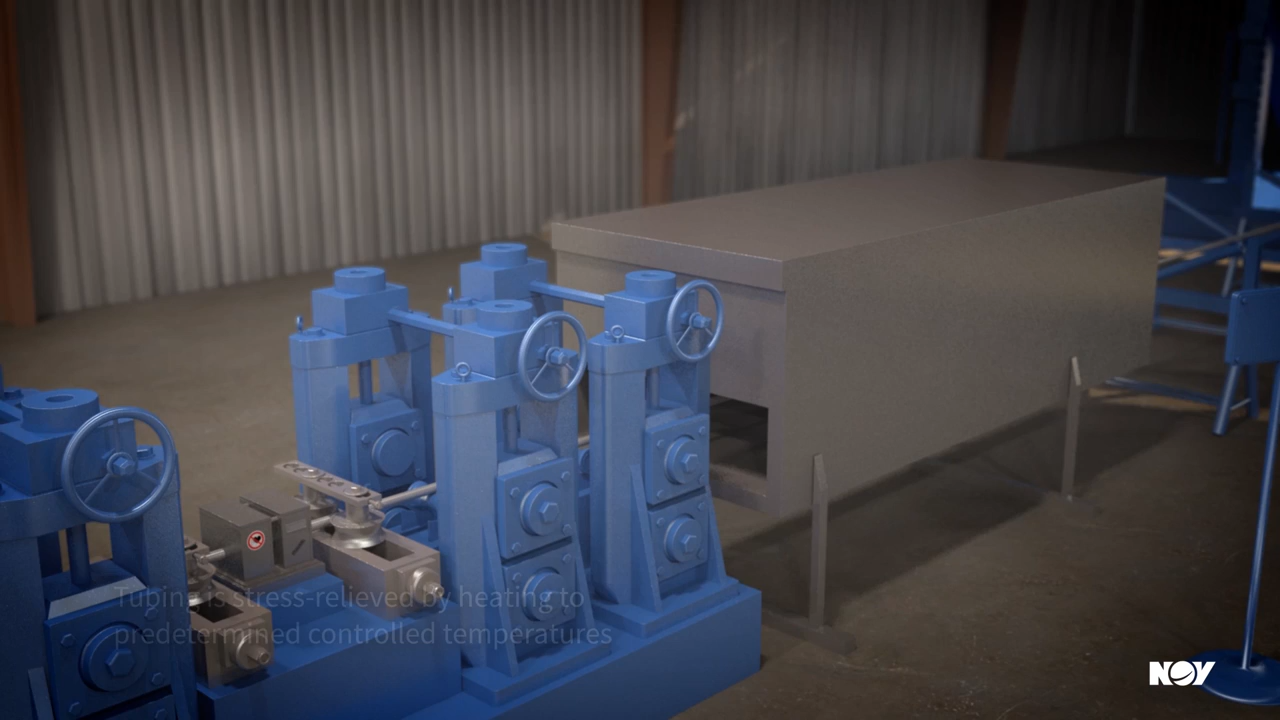 Tubing is stress-relieved by heating to
predetermined controlled temperatures
NOV